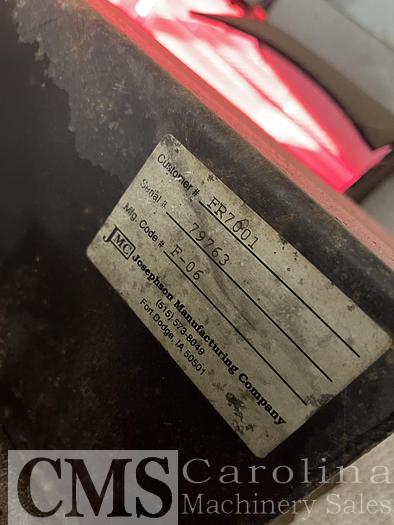 Customer # FR7601
Serial # 79763
Mfg. Code # F-06
JMC Josephson Manufacturing Company
(515) 573-8049
Fort Dodge, IA 50501
CMS Carolina
Machinery Sales